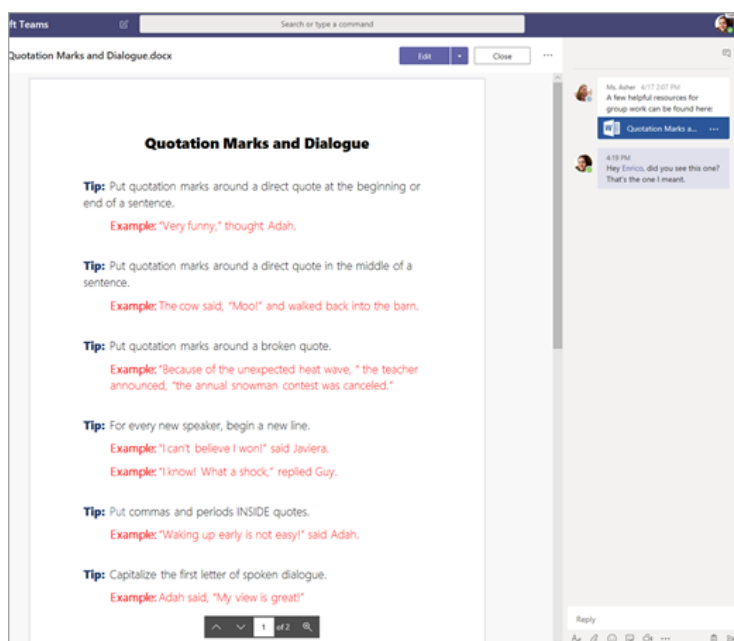 ft Teams
Search or type a command
Quotation Marks and Dialogue.docx
Edit
Close
Quotation Marks and Dialogue
Tip: Put quotation marks around a direct quote at the beginning or
end of a sentence.
Example: "Very funny," thought Adah.
Tip: Put quotation marks around a direct quote in the middle of a
sentence.
Example: The cow said, "Moo!" and walked back into the barn.
Tip: Put quotation marks around a broken quote.
Example: "Because of the unexpected heat wave, " the teacher
announced, "the annual snowman contest was canceled."
Tip: For every new speaker, begin a new line.
Example: "I can't believe I won!" said Javiera.
Example: "I know! What a shock," replied Guy.
Tip: Put commas and periods INSIDE quotes.
Example: "Waking up early is not easy!" said Adah.
Tip: Capitalize the first letter of spoken dialogue.
Example: Adah said, "My view is great!"
1 of 2
Ms. Asher 4/17 2:07 PM
A few helpful resources for
group work can be found here:
Quotation Marks a...
4:19 PM
Hey Enrico, did you see this one?
That's the one I meant.
Reply